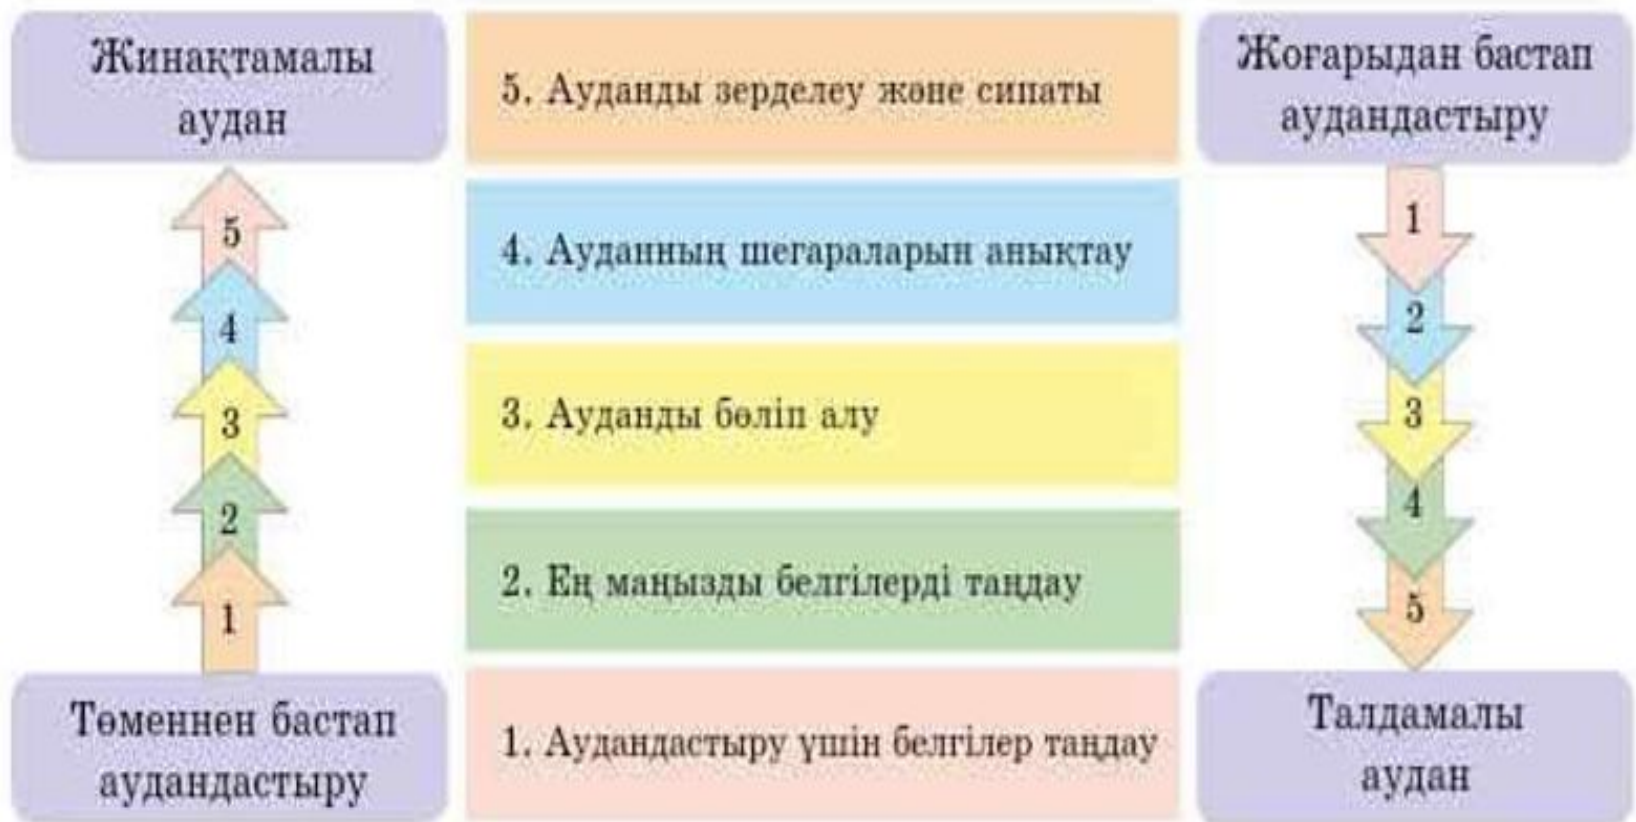 Жинақтамалы
аудан
5
4
3
2
1
Төменнен бастап
аудандастыру
5. Ауданды зерделеу және сипаты
4. Ауданның шегараларын анықтау
3. Ауданды бөліп алу
2. Ең маңызды белгілерді таңдау
1. Аудандастыру үшін белгілер таңдау
Жоғарыдан бастап
аудандастыру
1
2
3
4
5
Талдамалы
аудан